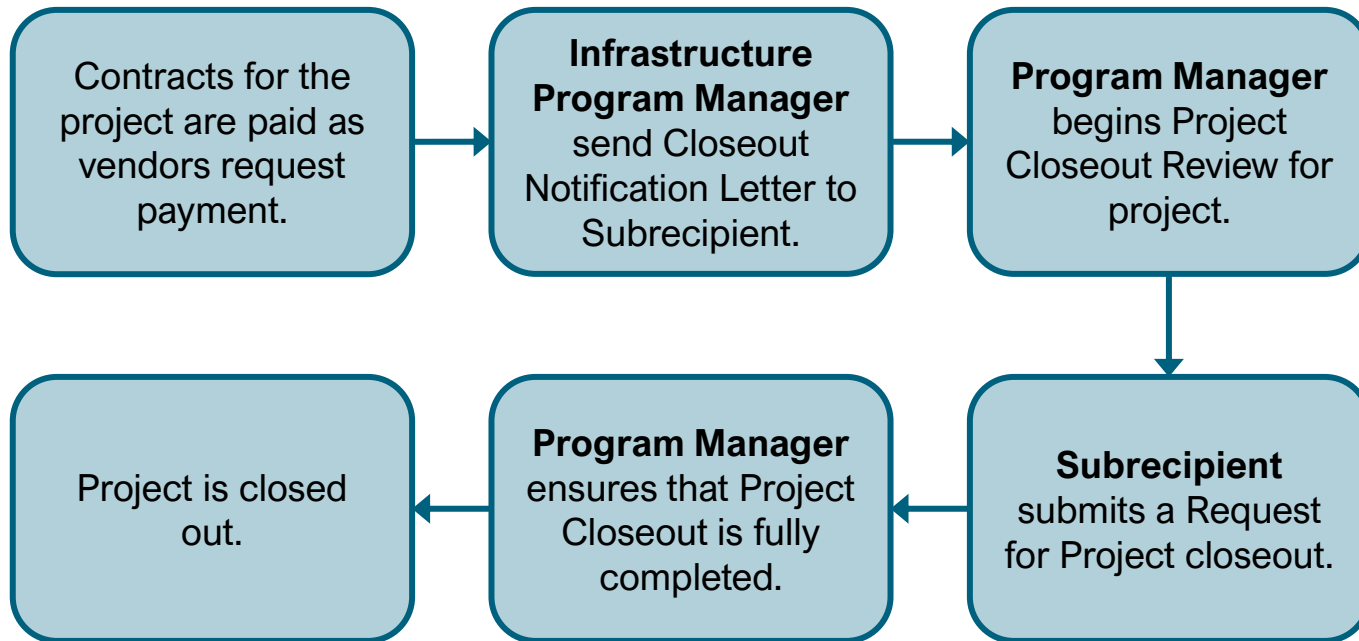 Contracts for the
project are paid as
vendors request
payment.
Infrastructure
Program Manager
send Closeout
Notification Letter to
Subrecipient.
Program Manager
begins Project
Closeout Review for
project.
Subrecipient
submits a Request
for Project closeout.
Program Manager
ensures that Project
Closeout is fully
completed.
Project is closed
out.